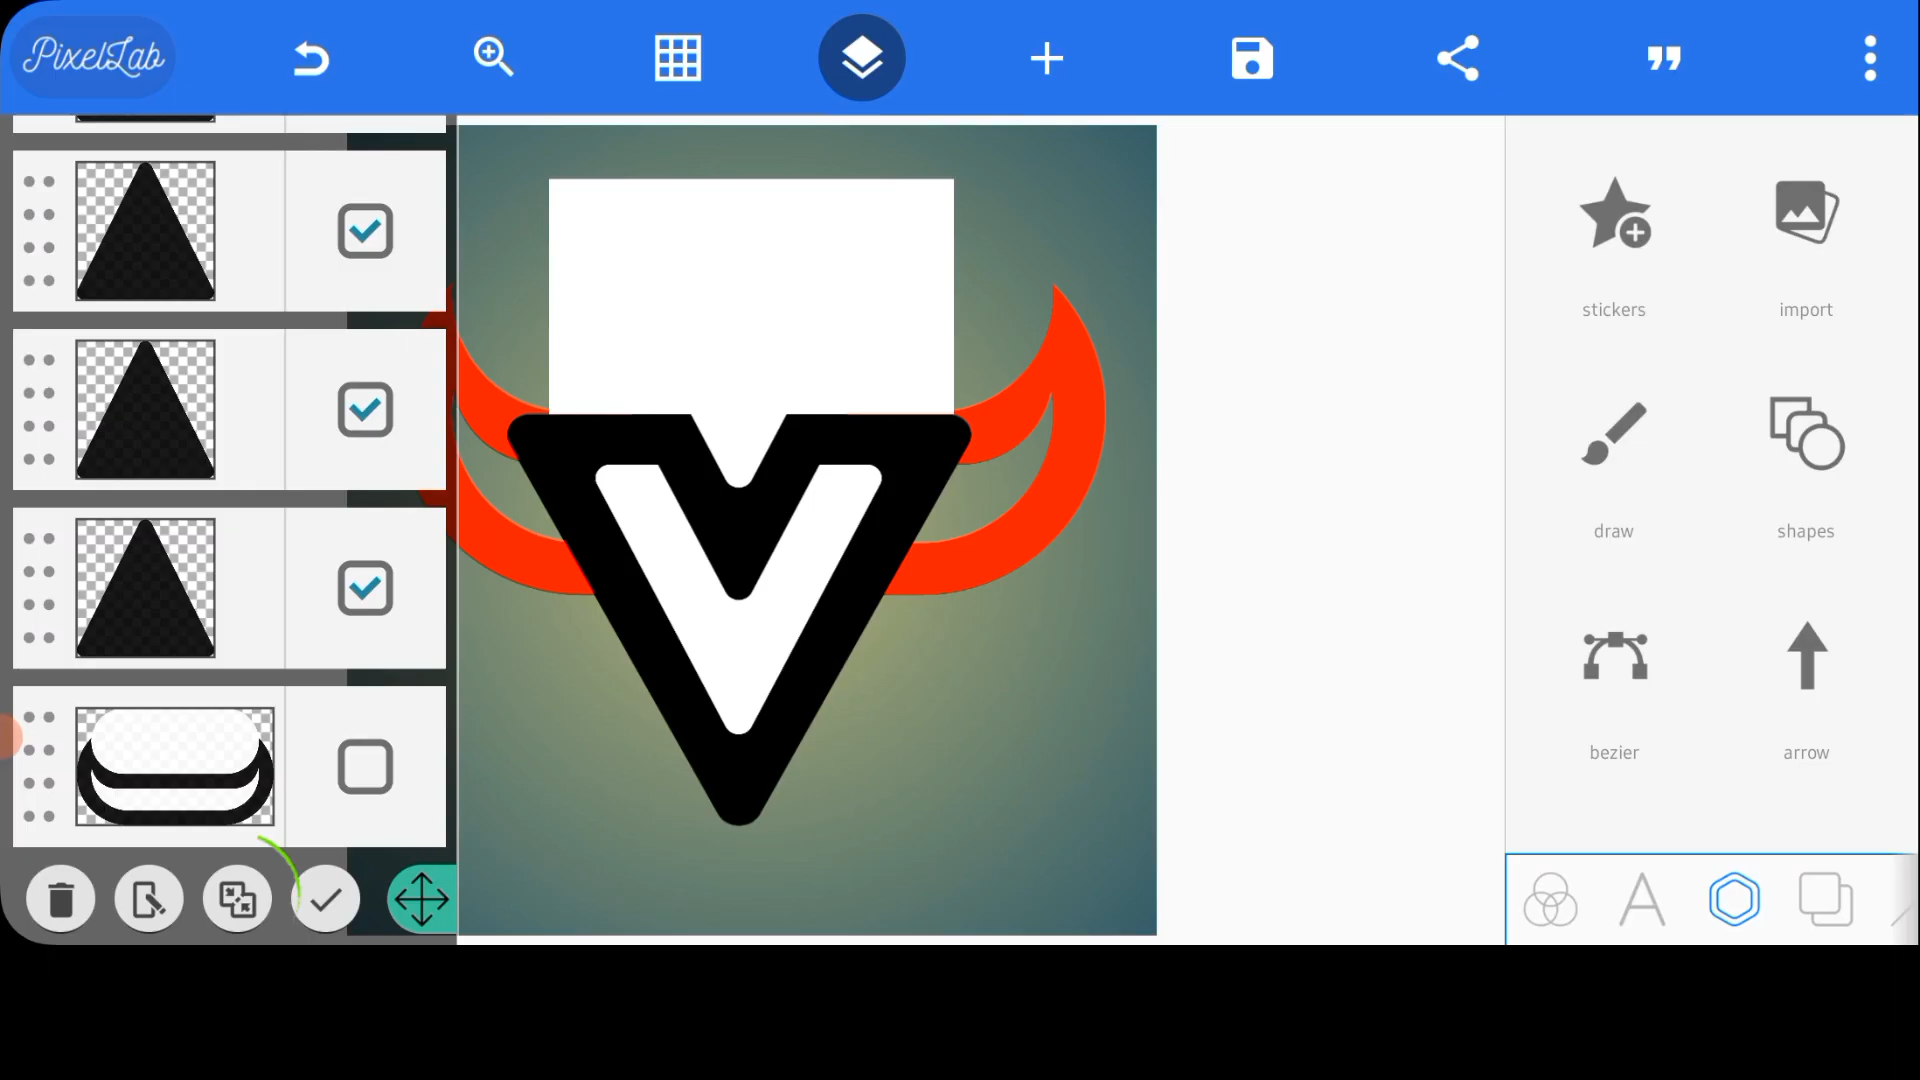 PixelLab
stickers
import
draw
shapes
bezier
arrow